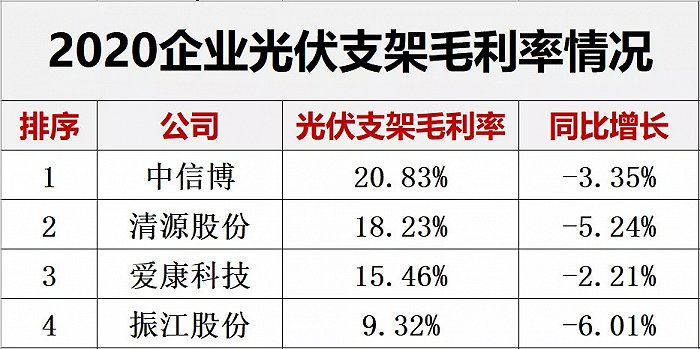 2020企业光伏支架毛利率情况
排序 公司 光伏支架毛利率 同比增长
1 中信博 20.83% -3.35%
2 清源股份 18.23% -5.24%
3 爱康科技 15.46% -2.21%
4 振江股份 9.32% -6.01%